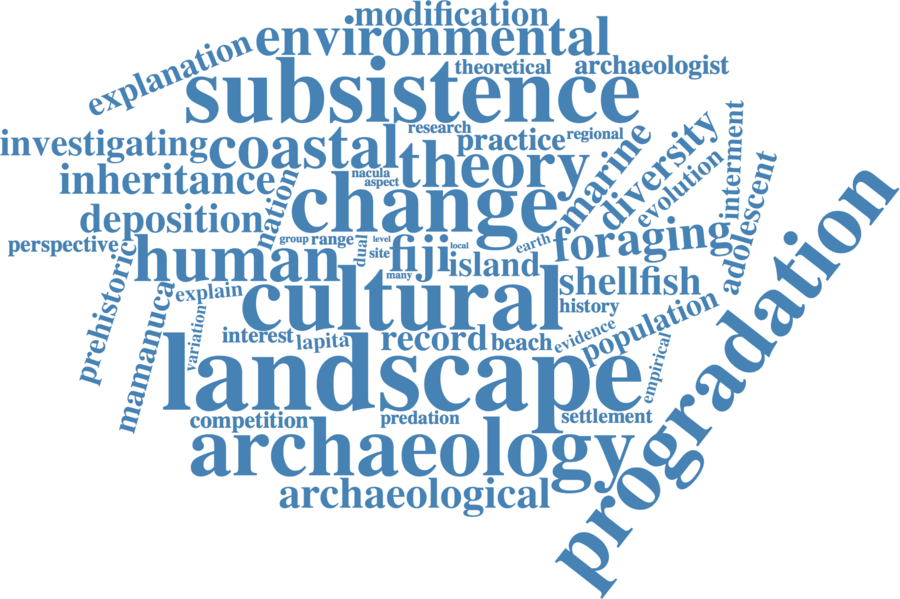 modification
environmental
explanation
theoretical
archaeologist
subsistence
research
practice
regional
investigating
coastal
theory
marine
diversity
interment
nacula
aspect
inheritance
nation
change
evolution
adolescent
deposition
perspective
group
range
dual
level
site
fiji
local
earth
foraging
human
many
island
prehistoric
mamanuca
explain
cultural
shellfish
history
variation
interest
lapita
record
beach
evidence
population
landscape
empirical
progradation
competition
predation
settlement
archaeology
archaeological